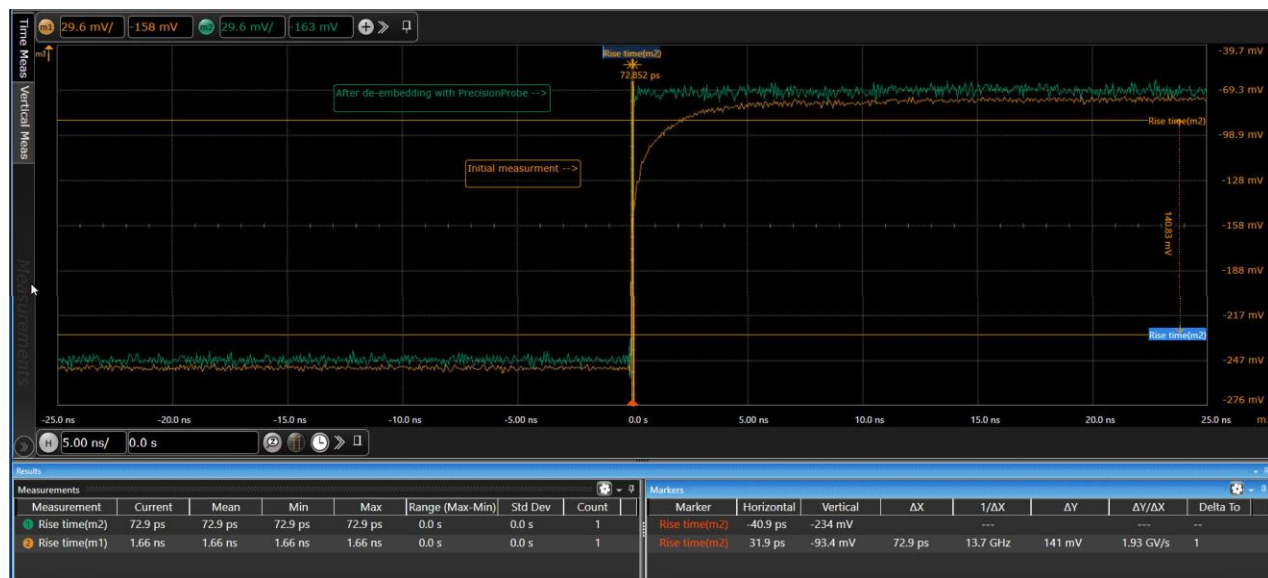 m1 29.6 mV/ -158 mV m2 29.6 mV/ -163 mV
Time Meas
Vertical Meas
Measurements
m1
Rise time(m2)
72.852 ps
After de-embedding with PrecisionProbe -->
Initial measurment -->
Rise time(m2)
140.83 mV
Rise time(m2)
-39.7 mV
-69.3 mV
-98.9 mV
-128 mV
-158 mV
-188 mV
-217 mV
-247 mV
-276 mV
-25.0 ns -20.0 ns -15.0 ns -10.0 ns -5.00 ns 0.0 s 5.00 ns 10.0 ns 15.0 ns 20.0 ns 25.0 ns m1
H 5.00 ns/ 0.0 s
Results
Measurements
Measurement Current Mean Min Max Range (Max-Min) Std Dev Count
1 Rise time(m2) 72.9 ps 72.9 ps 72.9 ps 72.9 ps 0.0 s 0.0 s 1
2 Rise time(m1) 1.66 ns 1.66 ns 1.66 ns 1.66 ns 0.0 s 0.0 s 1
Markers
Marker Horizontal Vertical ΔX 1/ΔX ΔY ΔY/ΔX Delta To
Rise time(m2) -40.9 ps -234 mV --- --- --
Rise time(m2) 31.9 ps -93.4 mV 72.9 ps 13.7 GHz 141 mV 1.93 GV/s 1